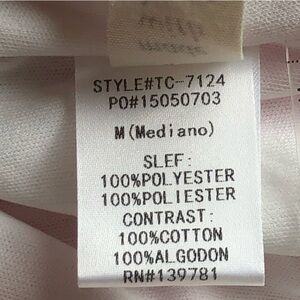 STYLE#TC-7124
PO#15050703
M(Mediano)
SLEF:
100%POLYESTER
100%POLIESTER
CONTRAST:
100%COTTON
100%ALGODON
RN#139781